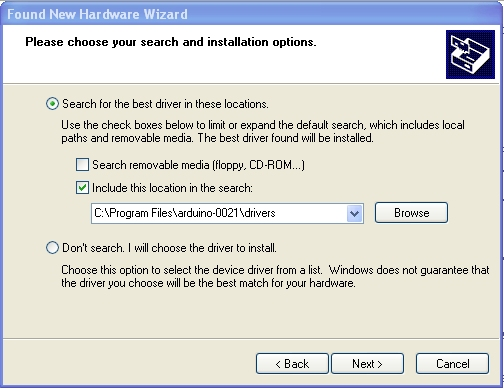 Found New Hardware Wizard
Please choose your search and installation options.
Search for the best driver in these locations.
Use the check boxes below to limit or expand the default search, which includes local
paths and removable media. The best driver found will be installed.
Search removable media (floppy, CD-ROM...)
Include this location in the search:
C:\Program Files\arduino-0021\drivers
Browse
Don't search. I will choose the driver to install.
Choose this option to select the device driver from a list. Windows does not guarantee that
the driver you choose will be the best match for your hardware.
< Back Next > Cancel